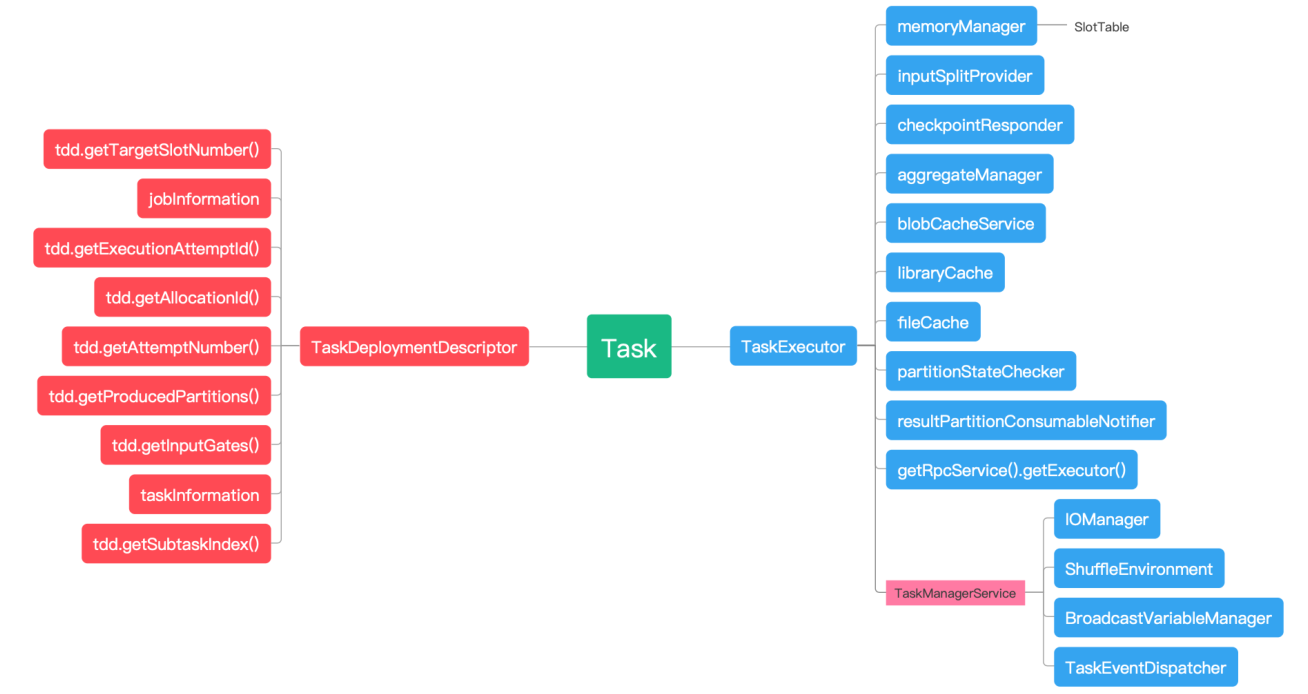 tdd.getTargetSlotNumber()
jobInformation
tdd.getExecutionAttemptId()
tdd.getAllocationId()
tdd.getAttemptNumber()
tdd.getProducedPartitions()
tdd.getInputGates()
taskInformation
tdd.getSubtaskIndex()
TaskDeploymentDescriptor
Task
TaskExecutor
memoryManager
SlotTable
inputSplitProvider
checkpointResponder
aggregateManager
blobCacheService
libraryCache
fileCache
partitionStateChecker
resultPartitionConsumableNotifier
getRpcService().getExecutor()
TaskManagerService
IOManager
ShuffleEnvironment
BroadcastVariableManager
TaskEventDispatcher